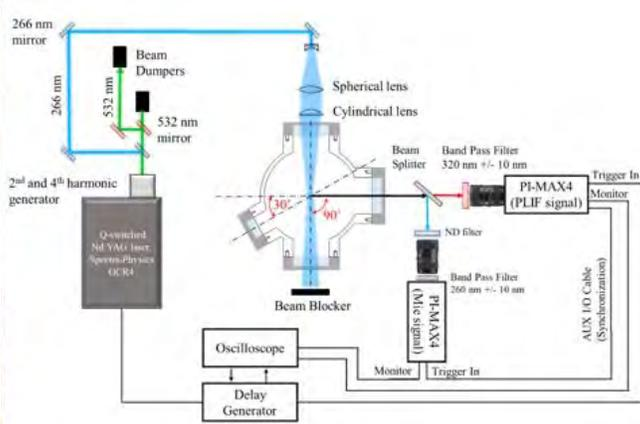 266 nm
mirror
Beam
Dumpers
266 nm
532 nm
532 nm
mirror
2nd and 4th harmonic
generator
Q-switched
Nd YAG laser,
Spectra-Physics
QCR4
Spherical lens
Cylindrical lens
30°
90°
Beam Blocker
Beam
Splitter
Band Pass Filter
320 nm +/- 10 nm
PI-MAX4
(PLIF signal)
Trigger In
Monitor
ND filter
Band Pass Filter
260 nm +/- 10 nm
PI-MAX4
(Mie signal)
AUX I/O Cable
(Synchronization)
Monitor
Trigger In
Oscilloscope
Delay
Generator